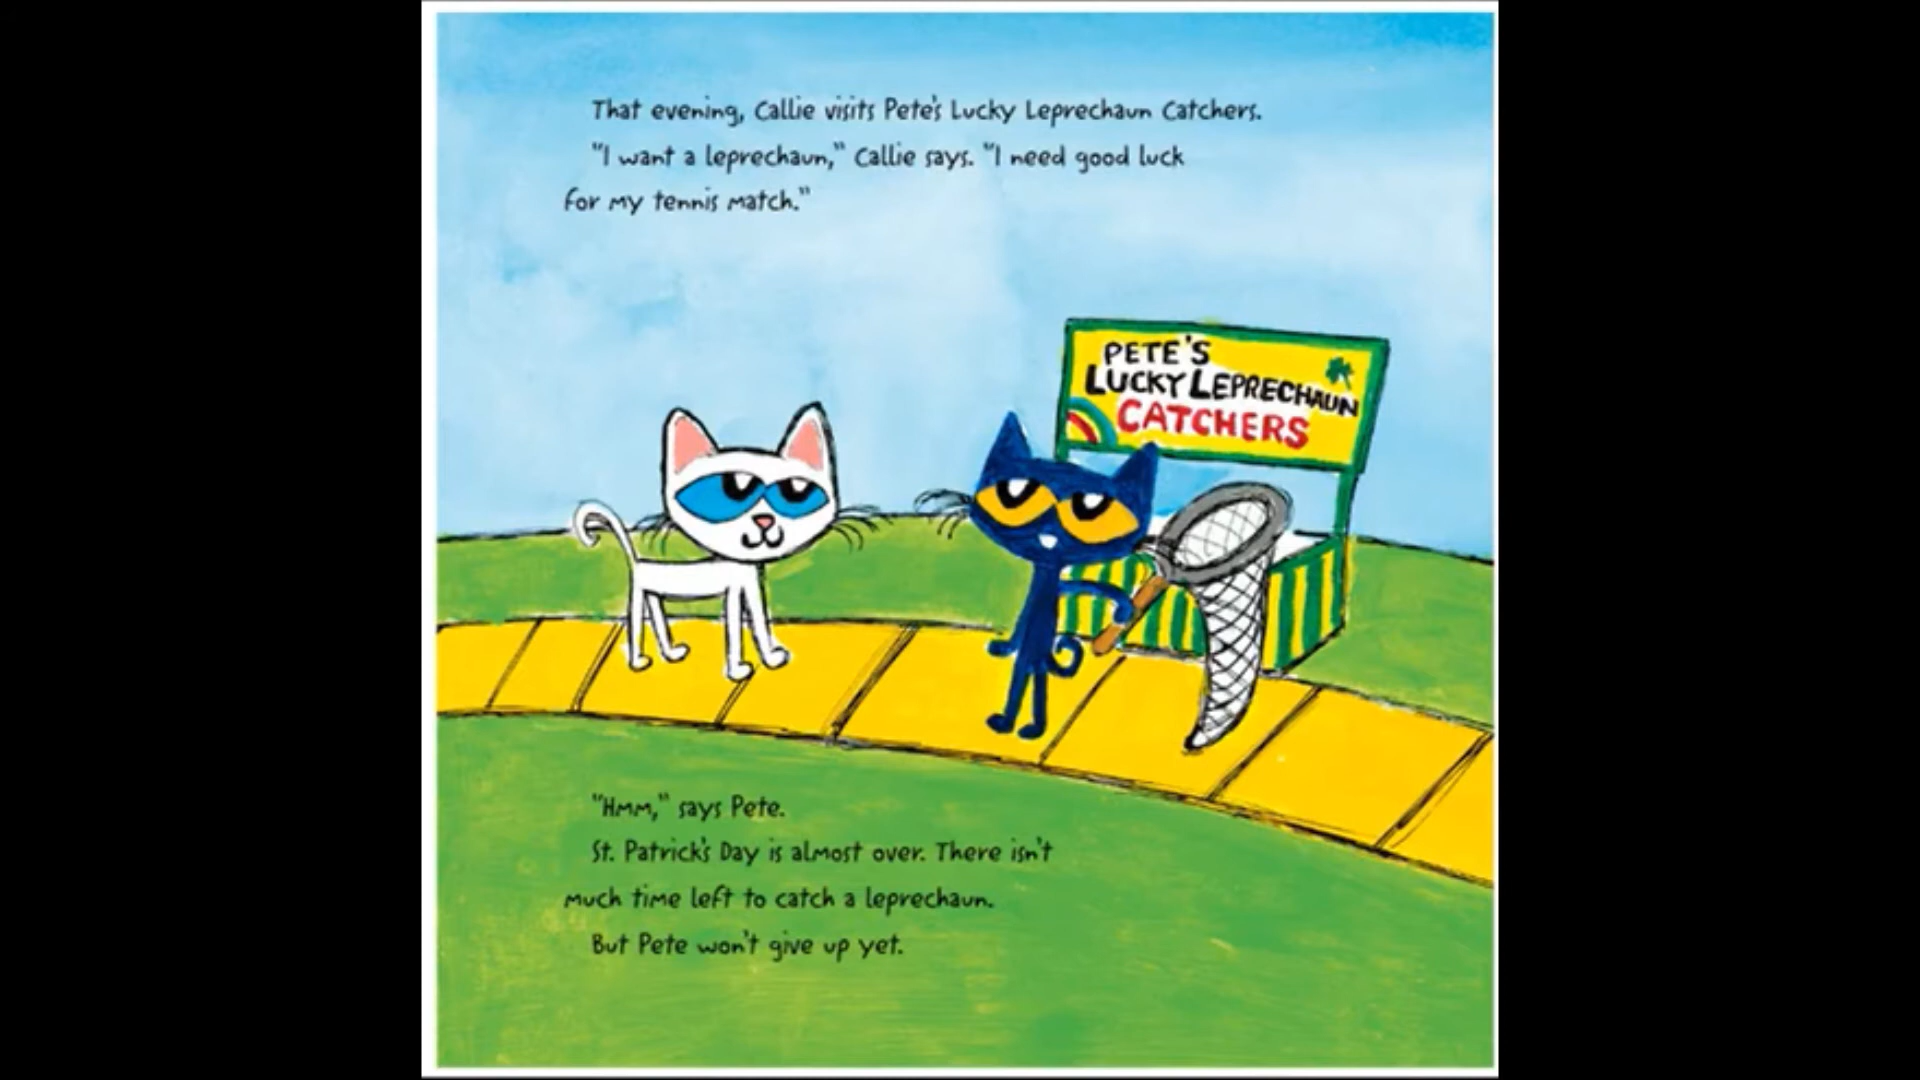 That evening, Callie visits Pete's Lucky Leprechaun Catchers.
"I want a leprechaun," Callie says. "I need good luck
for my tennis match."
PETE'S
LUCKY LEPRECHAUN
CATCHERS
"Hmm," says Pete.
St. Patrick's Day is almost over. There isn't
much time left to catch a leprechaun.
But Pete won't give up yet.